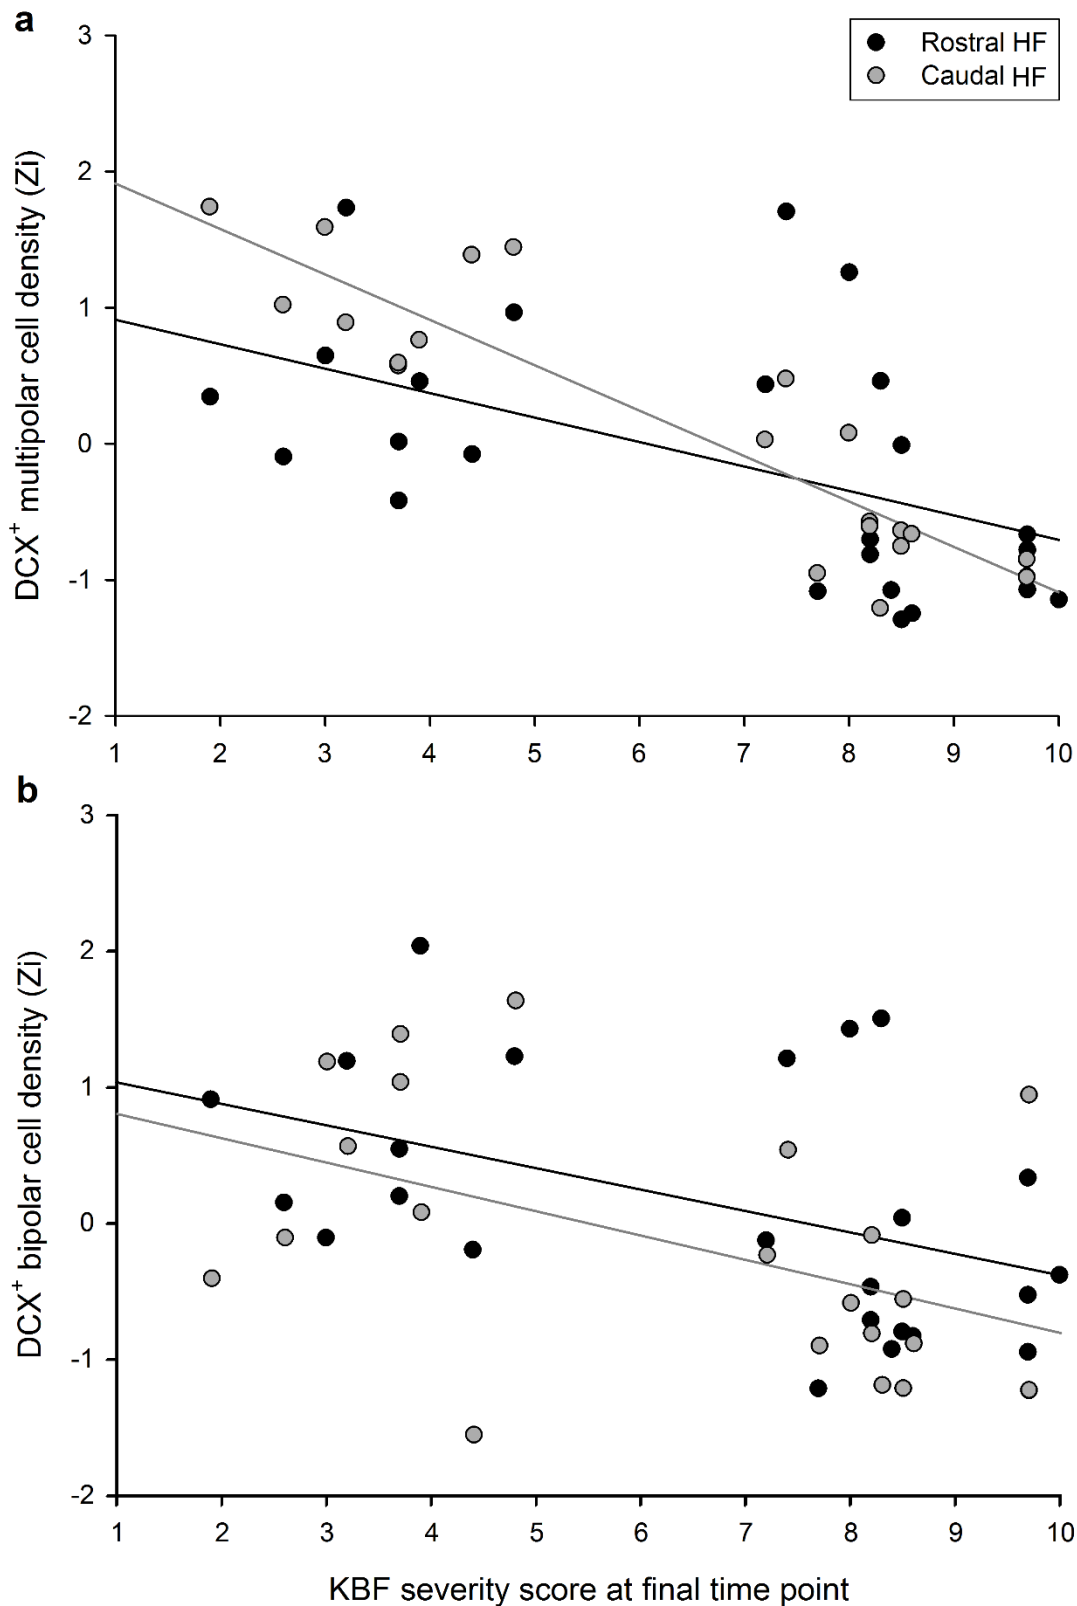 a
Rostral HF
Caudal HF
3
2
1
0
-1
-2
DCX+ multipolar cell density (Zi)
1 2 3 4 5 6 7 8 9 10
b
3
2
1
0
-1
-2
DCX+ bipolar cell density (Zi)
1 2 3 4 5 6 7 8 9 10
KBF severity score at final time point